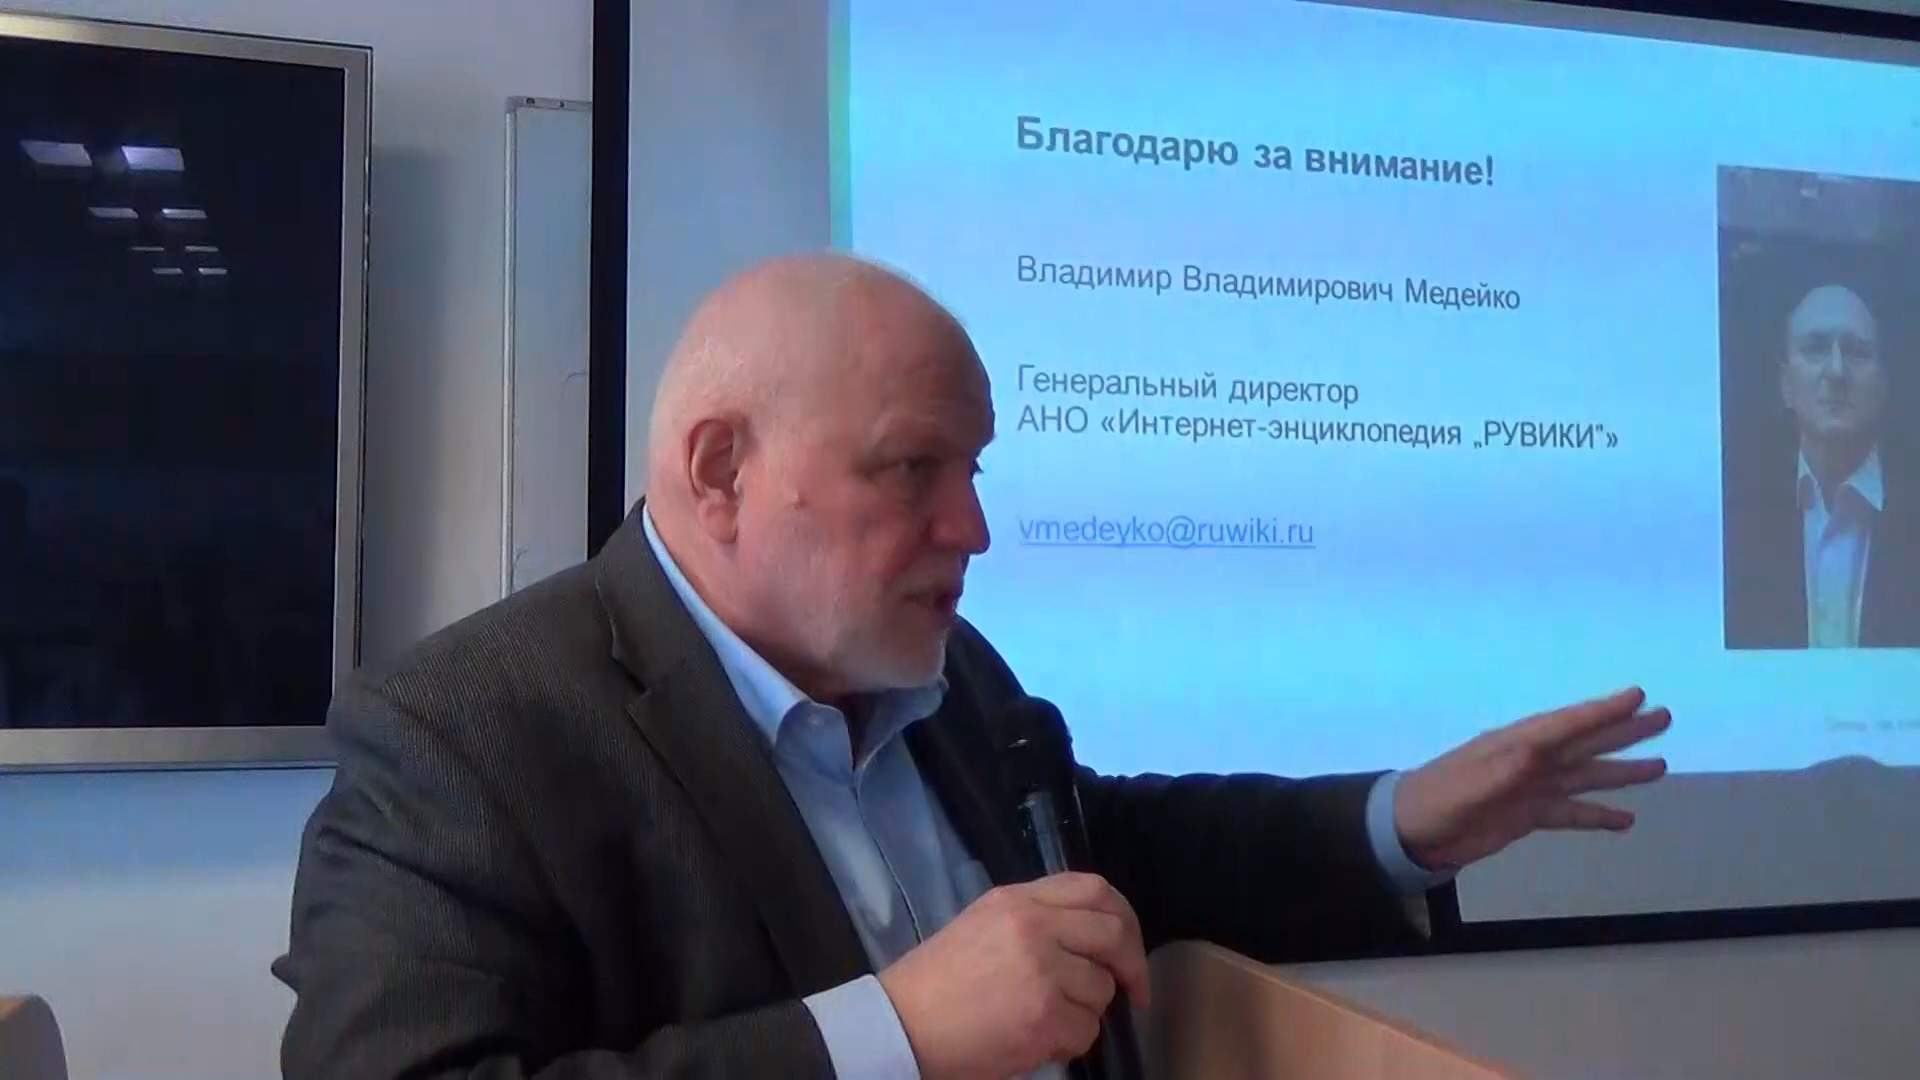 Благодарю за внимание!
Владимир Владимирович Медейко
Генеральный директор
АНО «Интернет-энциклопедия „РУВИКИ"»
vmedeyko@ruwiki.ru